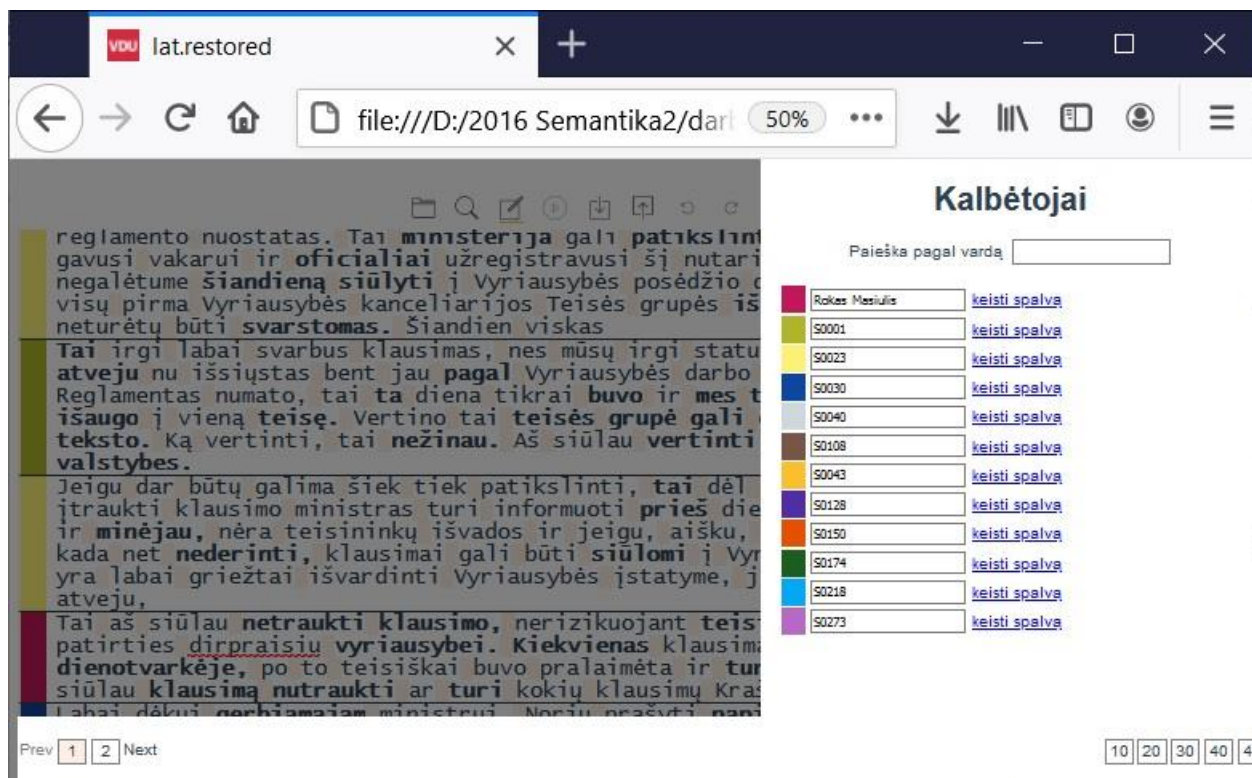 VDU lat.restored
file:///D:/2016 Semantika2/dar 50%
Kalbėtojai
Paieška pagal vardą
reglamento nuostatas. Tai ministerija gali patikslint
gavusi vakarui ir oficialiai užregistravusi šį nutari
negalėtume šiandieną siūlyti į Vyriausybės posėdžio
visų pirma Vyriausybės kanceliarijos Teisės grupės iš
neturėtų būti svarstomas. Šiandien viskas
Tai irgi labai svarbus klausimas, nes mūsų irgi statu
atveju nu išsiųstas bent jau pagal Vyriausybės darbo
Reglamentas numato, tai ta diena tikrai buvo ir mes t
išaugo į vieną teisę. Vertino tai teisės grupė gali
teksto. Ką vertinti, tai nežinau. Aš siūlau vertinti
valstybes.
Jeigu dar būtų galima šiek tiek patikslinti, tai dėl
įtraukti klausimo ministras turi informuoti prieš die
ir minėjau, nėra teisininkų išvados ir jeigu, aišku,
kada net nederinti, klausimai gali būti siūlomi į Vyr
yra labai griežtai išvardinti Vyriausybės įstatyme, j
atveju,
Tai aš siūlau netraukti klausimo, nerizikuojant teis
patirties dirpraisių vyriausybei. Kiekvienas klausima
dienotvarkėje, po to teisiškai buvo pralaimėta ir tur
siūlau klausimą nutraukti ar turi kokių klausimų Kraš
Labai dėkui gerbiamajam ministrui. Noriu prašyti
Rokas Masiulis keisti spalvą
S0001 keisti spalvą
S0023 keisti spalvą
S0030 keisti spalvą
S0040 keisti spalvą
S0108 keisti spalvą
S0043 keisti spalvą
S0128 keisti spalvą
S0150 keisti spalvą
S0174 keisti spalvą
S0218 keisti spalvą
S0273 keisti spalvą
Prev 1 2 Next 10 20 30 40 4